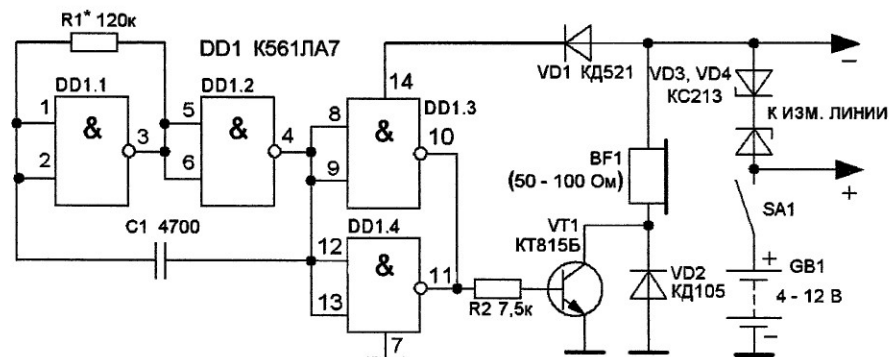 R1* 120к
DD1 К561ЛА7
DD1.1
DD1.2
DD1.3
DD1.4
&
&
&
&
1
2
3
5
6
4
8
9
14
10
12
13
11
7
C1 4700
R2 7,5к
VT1
КТ815Б
VD1 КД521
VD2
КД105
BF1
(50 - 100 Ом)
VD3, VD4
КС213
К ИЗМ. ЛИНИИ
-
+
SA1
+
GB1
4 - 12 В
-